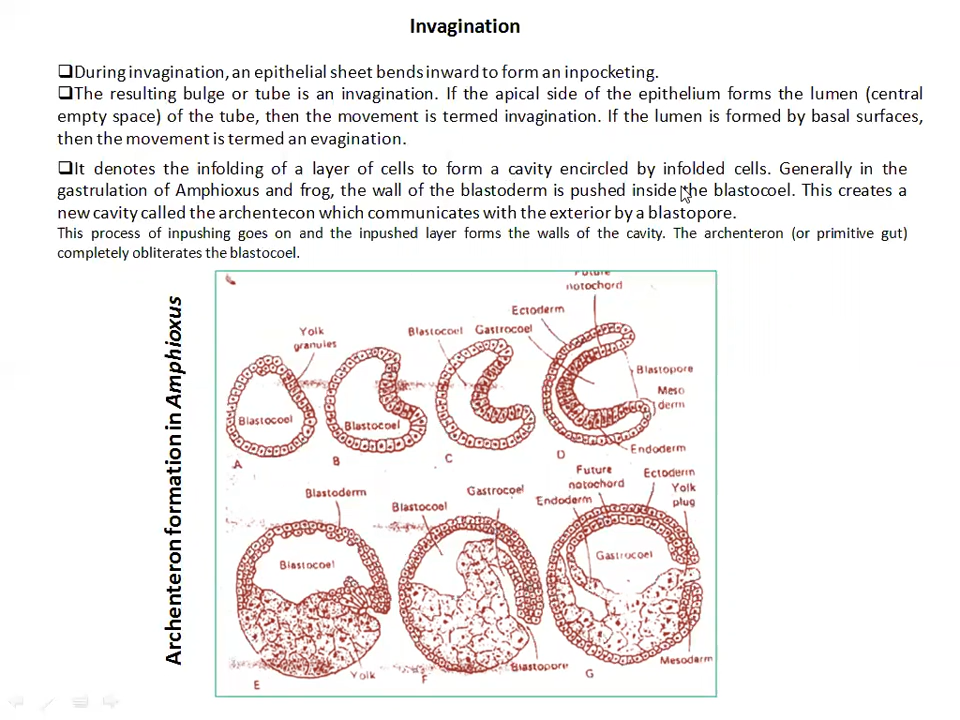 Invagination
❑During invagination, an epithelial sheet bends inward to form an inpocketing.
❑The resulting bulge or tube is an invagination. If the apical side of the epithelium forms the lumen (central
empty space) of the tube, then the movement is termed invagination. If the lumen is formed by basal surfaces,
then the movement is termed an evagination.
❑It denotes the infolding of a layer of cells to form a cavity encircled by infolded cells. Generally in the
gastrulation of Amphioxus and frog, the wall of the blastoderm is pushed inside the blastocoel. This creates a
new cavity called the archentecon which communicates with the exterior by a blastopore.
This process of inpushing goes on and the inpushed layer forms the walls of the cavity. The archenteron (or primitive gut)
completely obliterates the blastocoel.
Archenteron formation in Amphioxus
Future
notochord
Ectoderm
Yolk
granules
Blastocoel
Gastrocoel
Blastopore
Meso
derm
Blastocoel
Blastocoel
Endoderm
A
B
C
D
Future
notochord
Ectoderm
Blastoderm
Gastrocoel
Endoderm
Yolk
plug
Blastocoel
Blastocoel
Gastrocoel
Blastopore
Mesoderm
Yolk
E
F
G